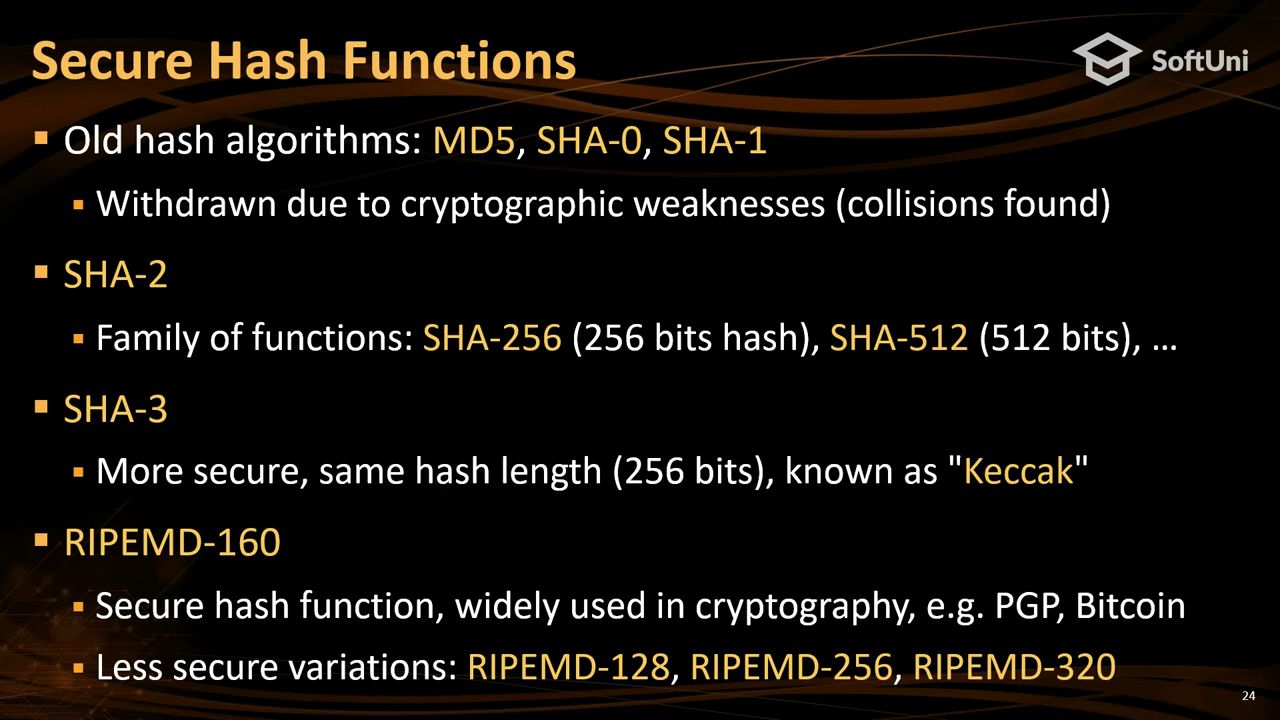 Secure Hash Functions
SoftUni
▪ Old hash algorithms: MD5, SHA-0, SHA-1
▪ Withdrawn due to cryptographic weaknesses (collisions found)
▪ SHA-2
▪ Family of functions: SHA-256 (256 bits hash), SHA-512 (512 bits), …
▪ SHA-3
▪ More secure, same hash length (256 bits), known as "Keccak"
▪ RIPEMD-160
▪ Secure hash function, widely used in cryptography, e.g. PGP, Bitcoin
▪ Less secure variations: RIPEMD-128, RIPEMD-256, RIPEMD-320
24